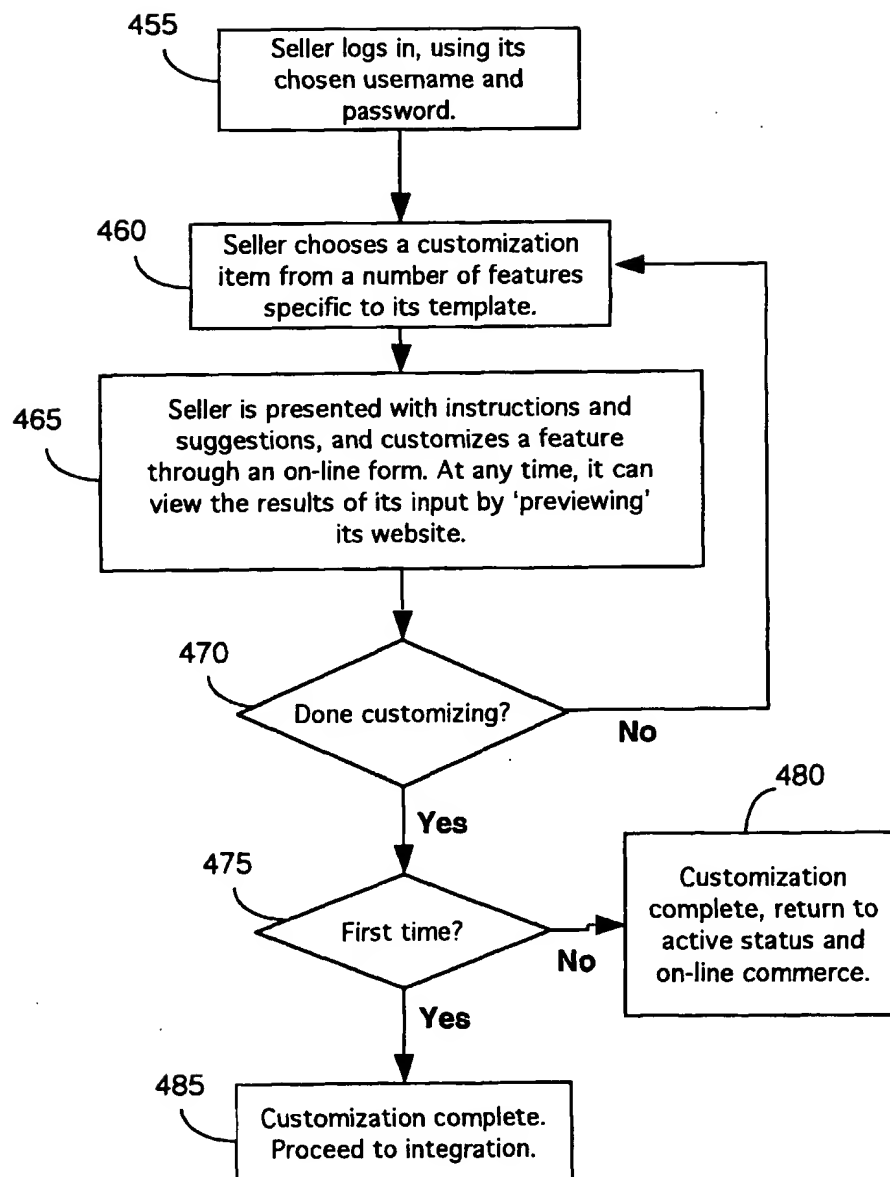 455
Seller logs in, using its
chosen username and
password.
460
Seller chooses a customization
item from a number of features
specific to its template.
465
Seller is presented with instructions and
suggestions, and customizes a feature
through an on-line form. At any time, it can
view the results of its input by 'previewing'
its website.
470
Done customizing?
No
Yes
475
First time?
No
480
Customization
complete, return to
active status and
on-line commerce.
Yes
485
Customization complete.
Proceed to integration.